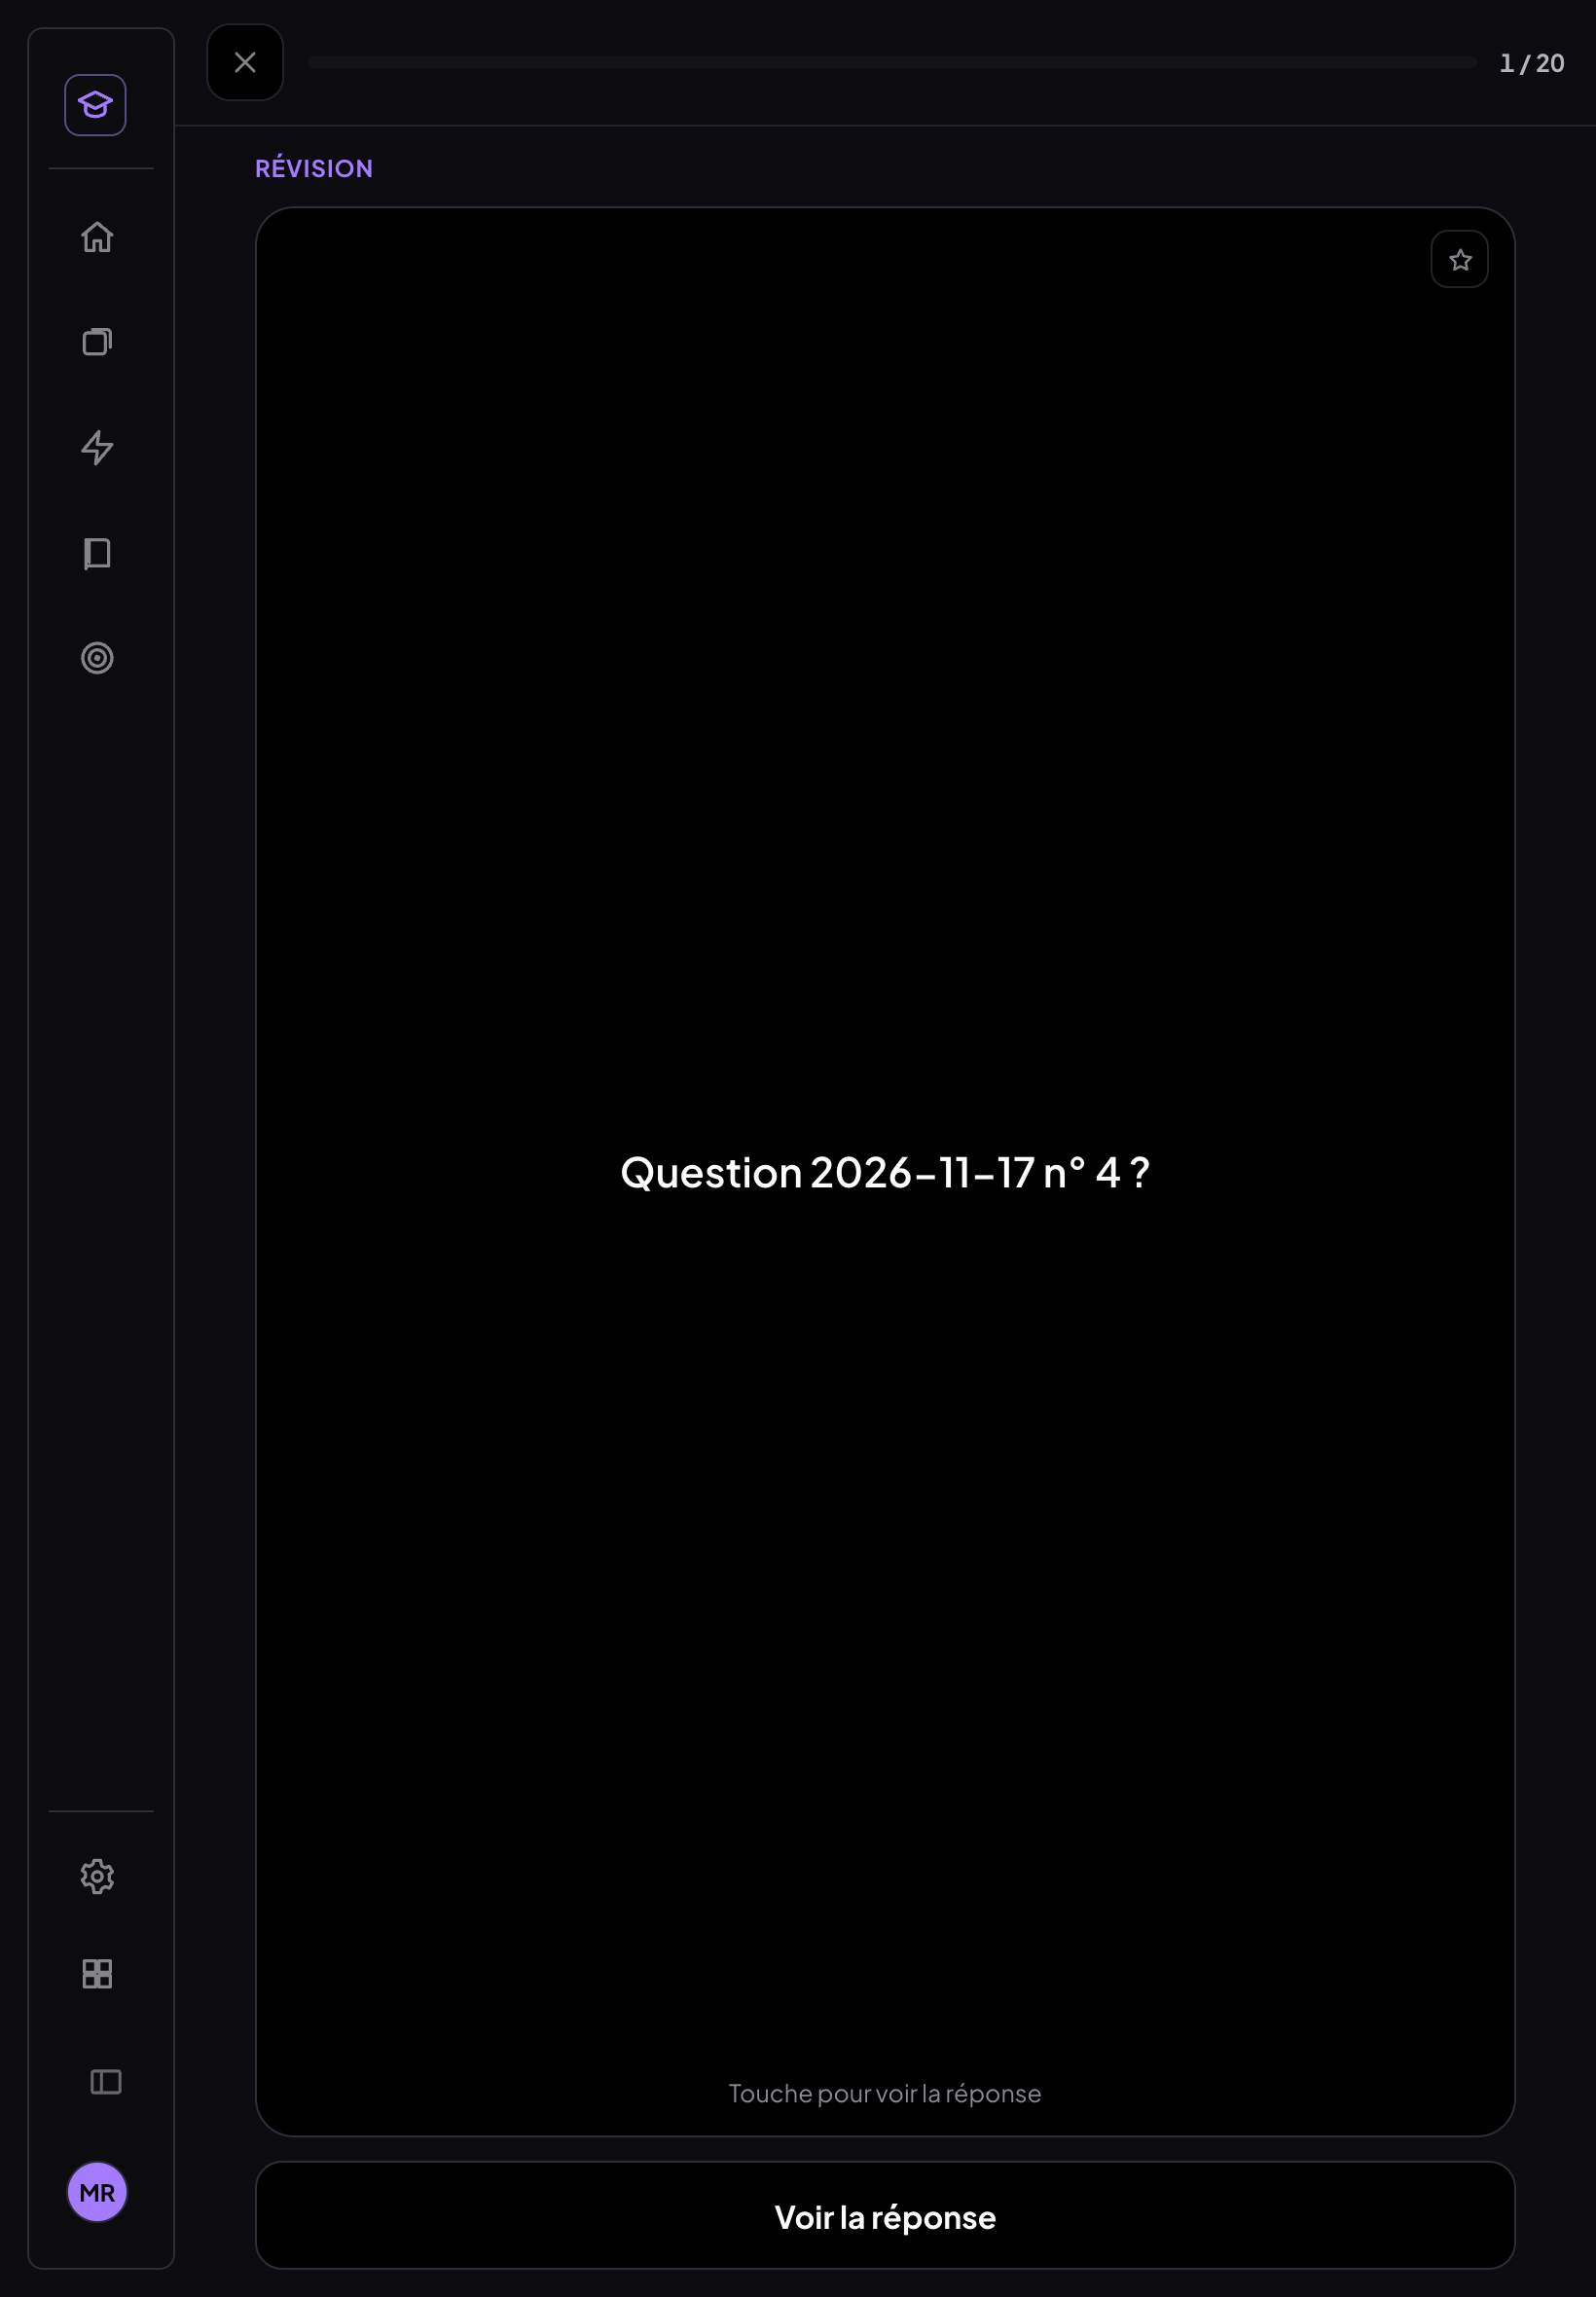 1 / 20
RÉVISION
Question 2026-11-17 n° 4 ?
Touche pour voir la réponse
Voir la réponse
MR